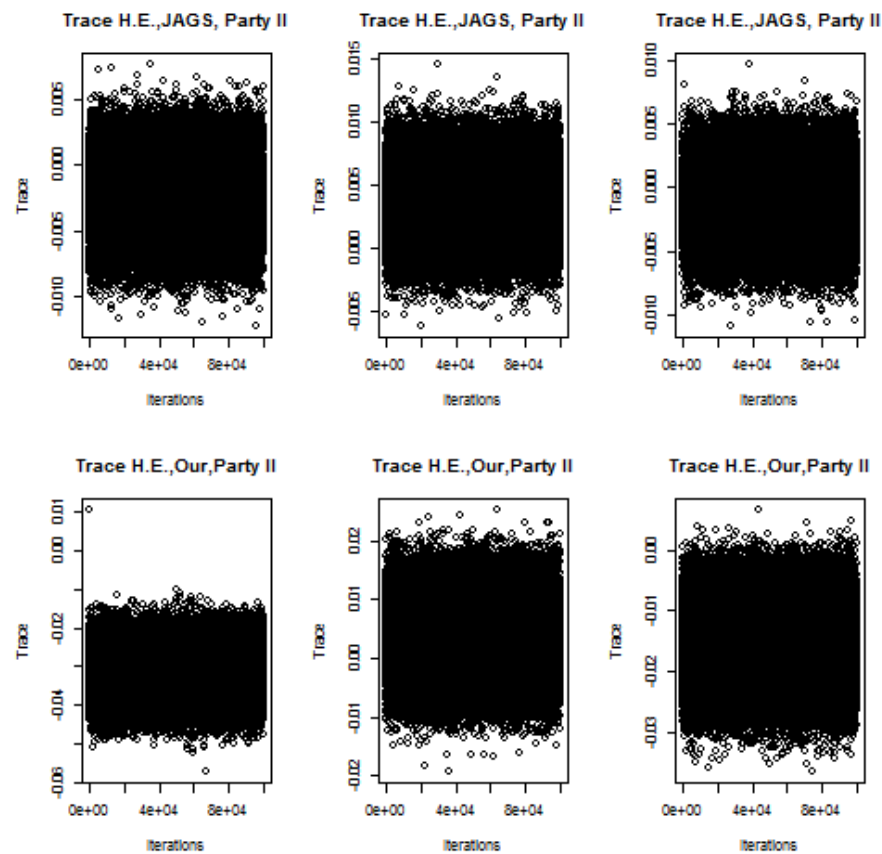 Trace H.E.,JAGS, Party II
Trace
0.005
0.000
-0.005
-0.010
0e+00 4e+04 8e+04
Iterations
Trace H.E.,JAGS, Party II
Trace
0.015
0.010
0.005
0.000
-0.005
0e+00 4e+04 8e+04
Iterations
Trace H.E.,JAGS, Party II
Trace
0.010
0.005
0.000
-0.005
-0.010
0e+00 4e+04 8e+04
Iterations
Trace H.E.,Our,Party II
Trace
0.01
0.00
-0.02
-0.04
-0.06
0e+00 4e+04 8e+04
Iterations
Trace H.E.,Our,Party II
Trace
0.02
0.01
0.00
-0.01
-0.02
0e+00 4e+04 8e+04
Iterations
Trace H.E.,Our,Party II
Trace
0.00
-0.01
-0.02
-0.03
0e+00 4e+04 8e+04
Iterations